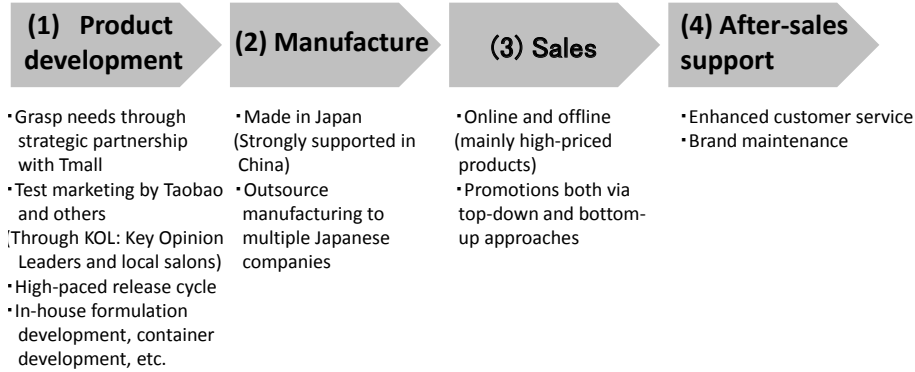 (1) Product
development
・Grasp needs through
strategic partnership
with Tmall
・Test marketing by Taobao
and others
(Through KOL: Key Opinion
Leaders and local salons)
・High-paced release cycle
・In-house formulation
development, container
development, etc.
(2) Manufacture
・Made in Japan
(Strongly supported in
China)
・Outsource
manufacturing to
multiple Japanese
companies
(3) Sales
・Online and offline
(mainly high-priced
products)
・Promotions both via
top-down and bottom-
up approaches
(4) After-sales
support
・Enhanced customer service
・Brand maintenance